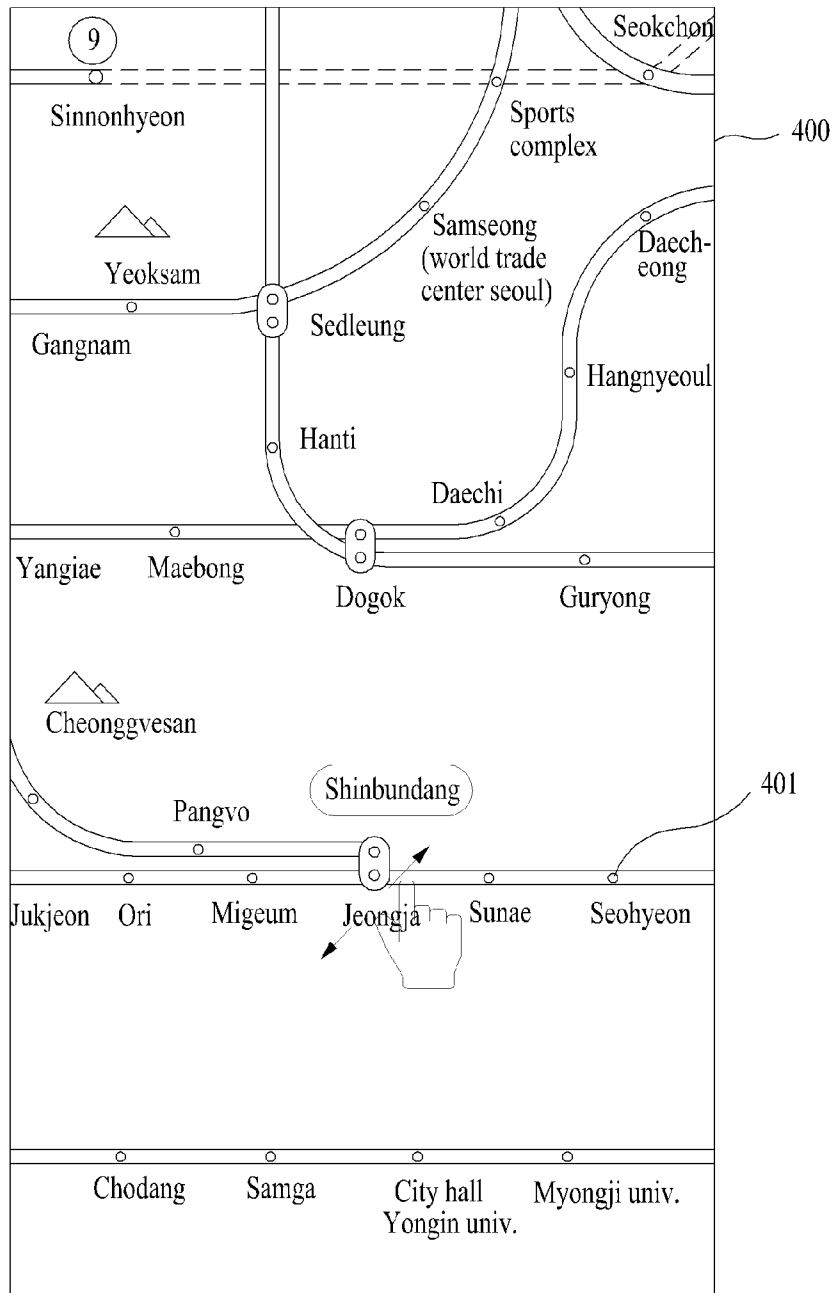 9
Seokchon
Sinnonhyeon
Sports
complex
400
Samseong
(world trade
center seoul)
Daech-
eong
Yeoksam
Gangnam
Sedleung
Hangnyeoul
Hanti
Daechi
Yangiae
Maebong
Dogok
Guryong
Cheonggvesan
Shinbundang
401
Pangvo
Jukjeon
Ori
Migeum
Jeongja
Sunae
Seohyeon
Chodang
Samga
City hall
Yongin univ.
Myongji univ.